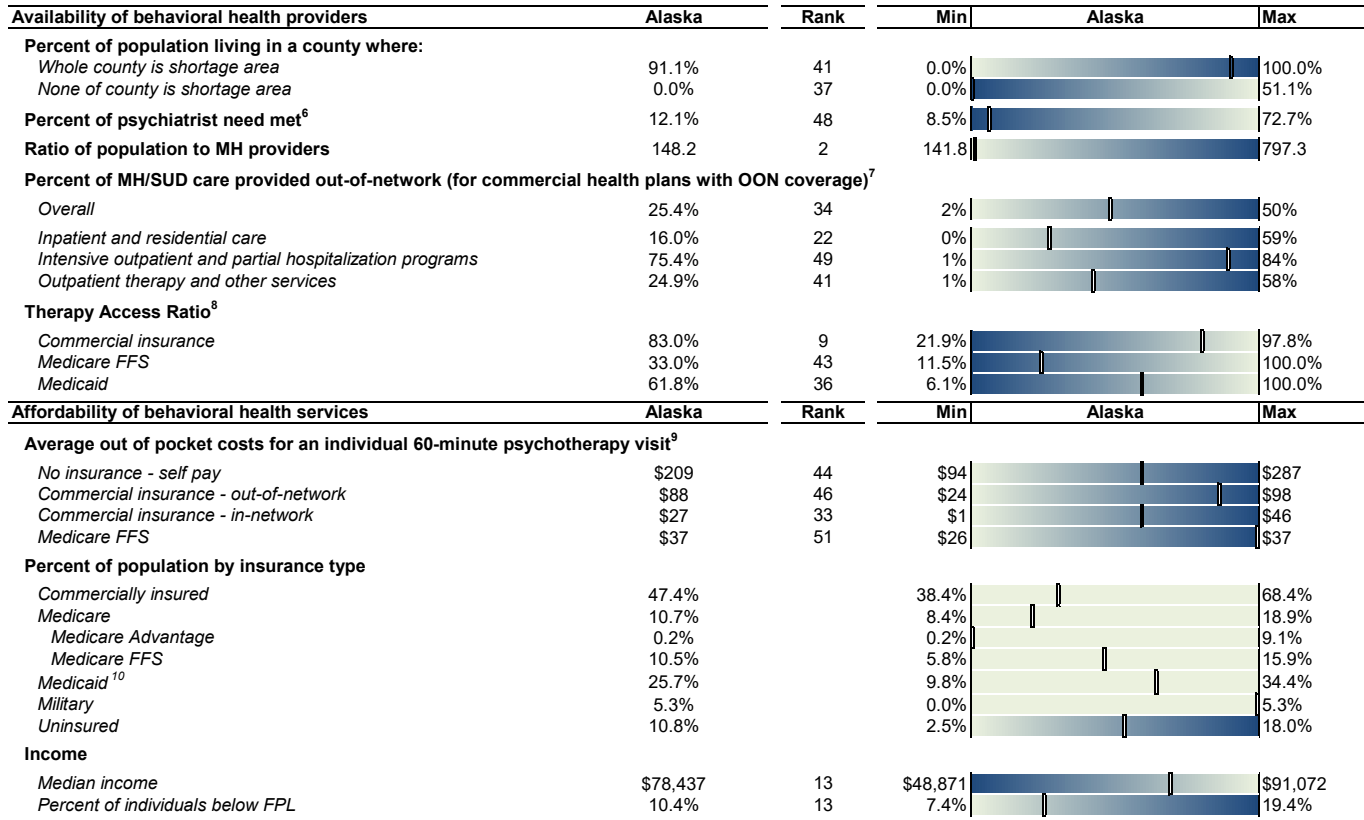 Availability of behavioral health providers Alaska Rank Min Alaska Max
Percent of population living in a county where:
Whole county is shortage area 91.1% 41 0.0% 100.0%
None of county is shortage area 0.0% 37 0.0% 51.1%
Percent of psychiatrist need met6 12.1% 48 8.5% 72.7%
Ratio of population to MH providers 148.2 2 141.8 797.3
Percent of MH/SUD care provided out-of-network (for commercial health plans with OON coverage)7
Overall 25.4% 34 2% 50%
Inpatient and residential care 16.0% 22 0% 59%
Intensive outpatient and partial hospitalization programs 75.4% 49 1% 84%
Outpatient therapy and other services 24.9% 41 1% 58%
Therapy Access Ratio8
Commercial insurance 83.0% 9 21.9% 97.8%
Medicare FFS 33.0% 43 11.5% 100.0%
Medicaid 61.8% 36 6.1% 100.0%
Affordability of behavioral health services Alaska Rank Min Alaska Max
Average out of pocket costs for an individual 60-minute psychotherapy visit9
No insurance - self pay $209 44 $94 $287
Commercial insurance - out-of-network $88 46 $24 $98
Commercial insurance - in-network $27 33 $1 $46
Medicare FFS $37 51 $26 $37
Percent of population by insurance type
Commercially insured 47.4% 38.4% 68.4%
Medicare 10.7% 8.4% 18.9%
Medicare Advantage 0.2% 0.2% 9.1%
Medicare FFS 10.5% 5.8% 15.9%
Medicaid 10 25.7% 9.8% 34.4%
Military 5.3% 0.0% 5.3%
Uninsured 10.8% 2.5% 18.0%
Income
Median income $78,437 13 $48,871 $91,072
Percent of individuals below FPL 10.4% 13 7.4% 19.4%